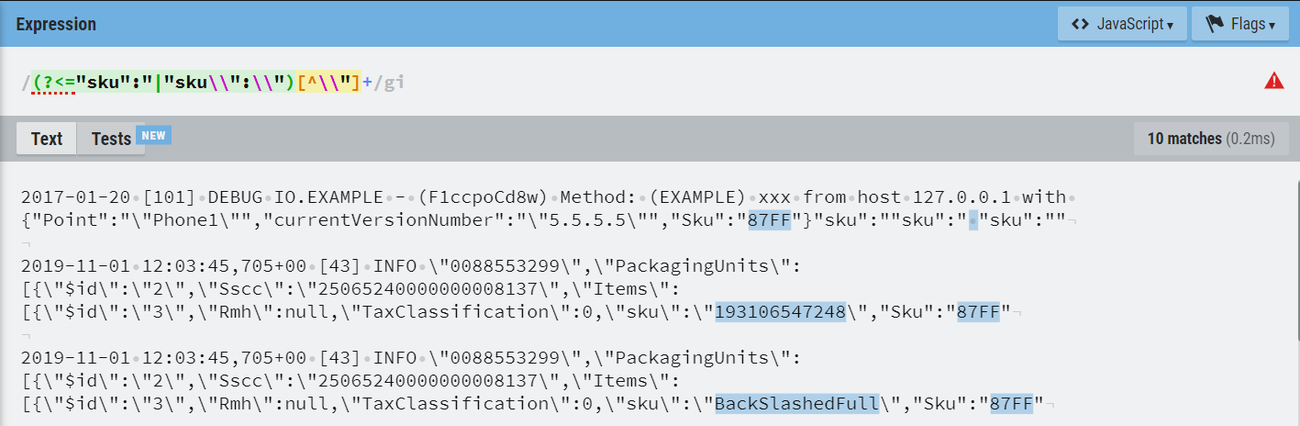 Expression
<> JavaScript ▾
Flags ▾
/(?<="sku":"|"sku\\":\\")[^\\"]+/gi
Text
Tests
NEW
10 matches (0.2ms)
2017-01-20 [101] DEBUG IO.EXAMPLE - (F1ccpoCd8w) Method: (EXAMPLE) xxx from host 127.0.0.1 with
{"Point":"\"Phone1\"","currentVersionNumber":"\"5.5.5.5\"","Sku":"87FF"}"sku":""sku":" "sku":""
2019-11-01 12:03:45,705+00 [43] INFO \"0088553299\",\"PackagingUnits\":
[{\"$id\":\"2\",\"Sscc\":\"25065240000000008137\",\"Items\":
[{\"$id\":\"3\",\"Rmh\":null,\"TaxClassification\":0,\"sku\":\"193106547248\","Sku":"87FF"
2019-11-01 12:03:45,705+00 [43] INFO \"0088553299\",\"PackagingUnits\":
[{\"$id\":\"2\",\"Sscc\":\"25065240000000008137\",\"Items\":
[{\"$id\":\"3\",\"Rmh\":null,\"TaxClassification\":0,\"sku\":\"BackSlashedFull\","Sku":"87FF"